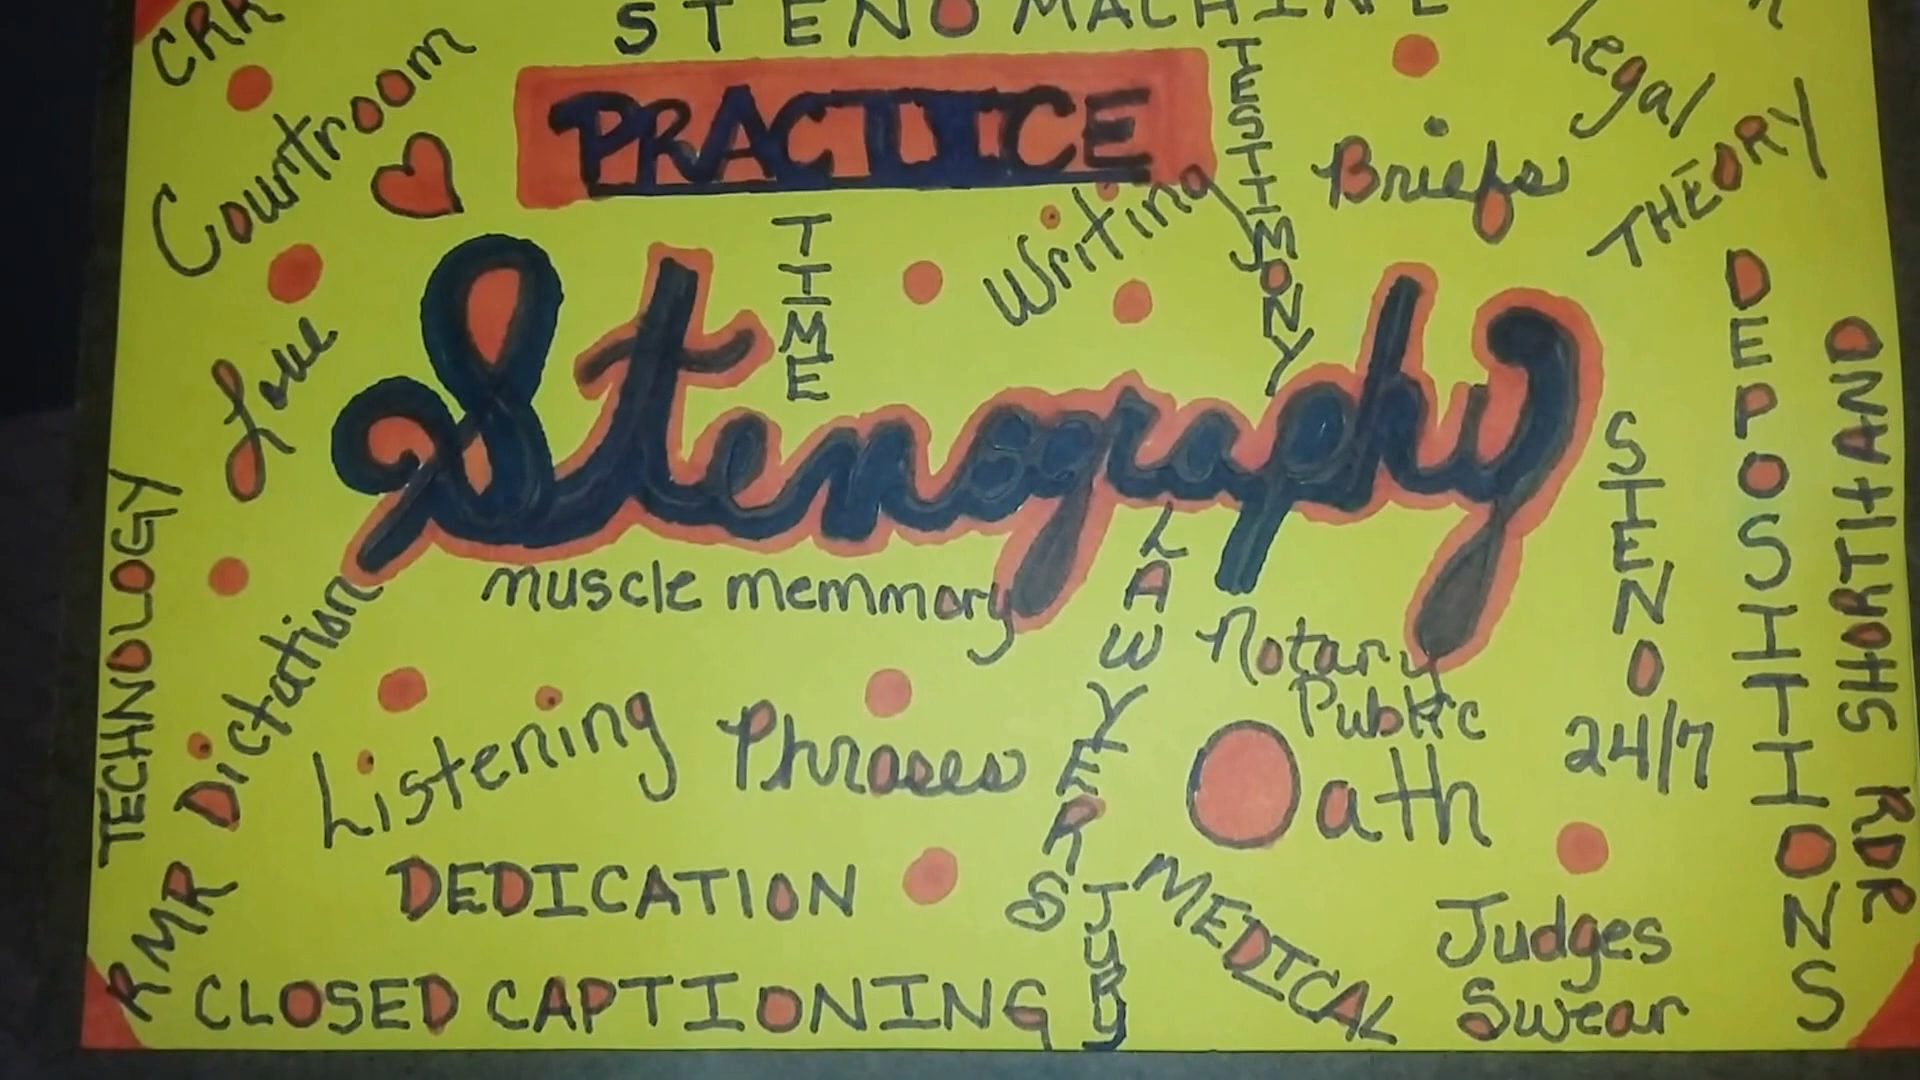 CRR
STENO MACHINE
Legal
Courtroom
PRACTICE
TESTIMONY
Briefs
THEORY
TIME
Writing
Love
Stenography
DEPOSITIONS
SHORTHAND
STENO
24/7
TECHNOLOGY
Dictation
muscle memmory
LAWYERS
Notary
Public
Listening
Phrases
Oath
RDR
RMR
DEDICATION
JURY
MEDICAL
Judges
Swear
CLOSED CAPTIONING